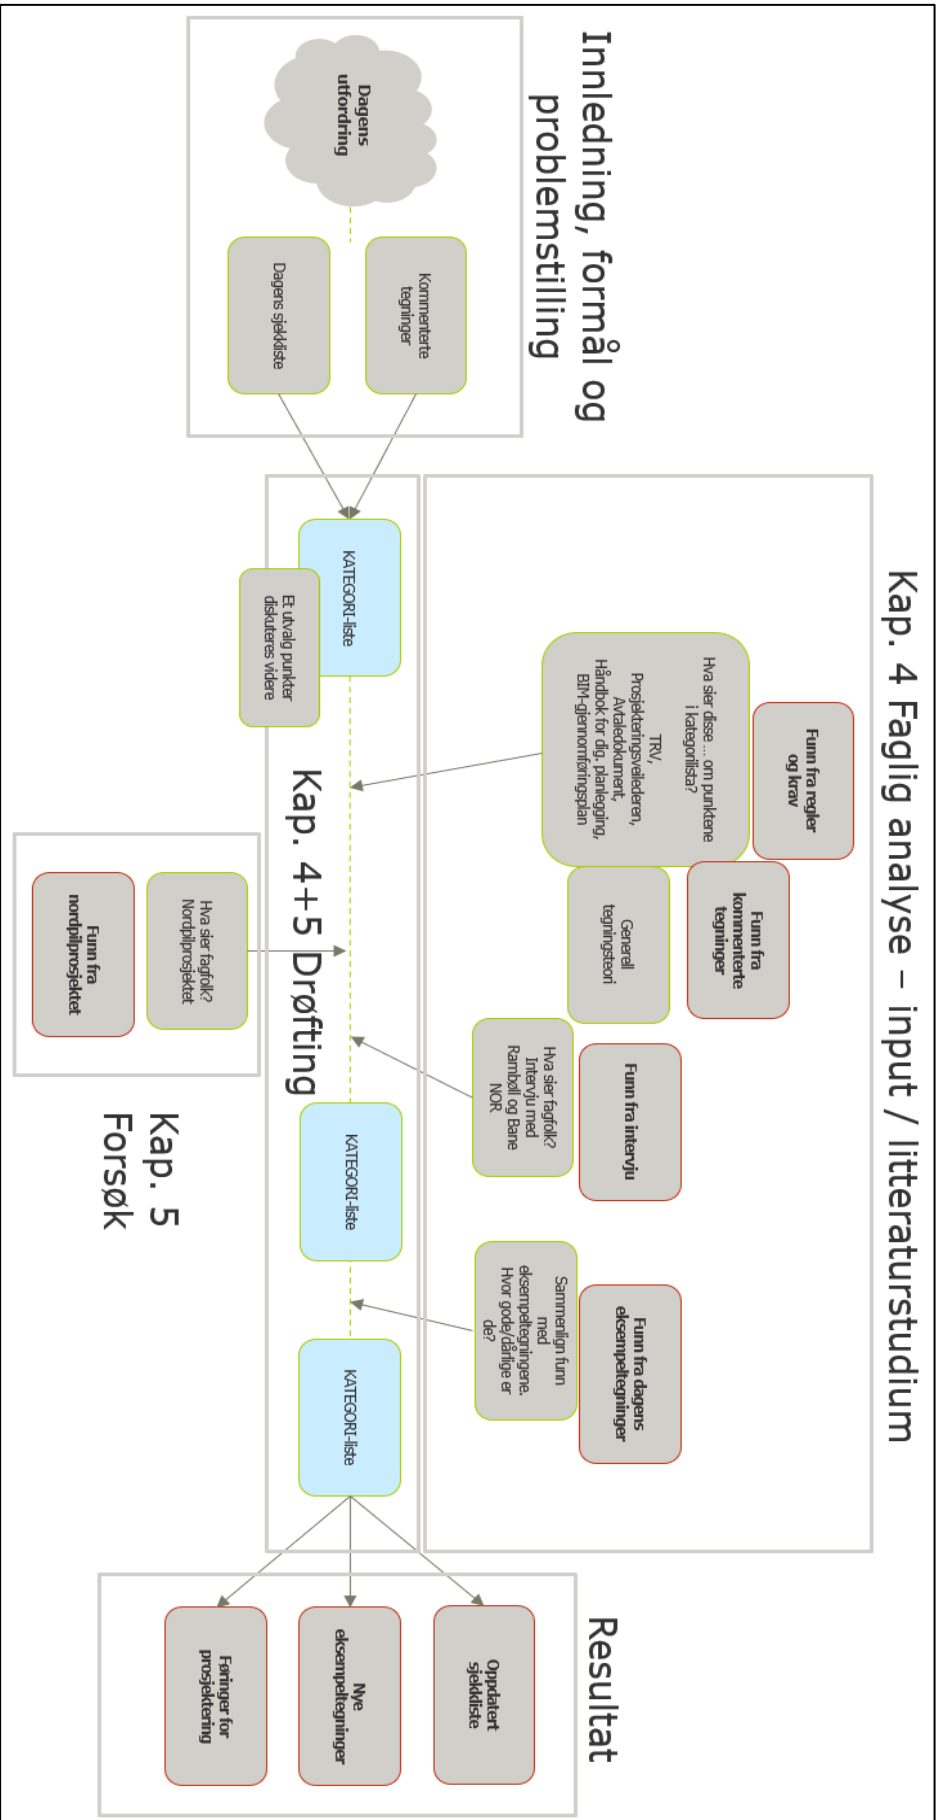 Innledning, formål og
problemstilling
Dagens
utfordring
Kommenterte
tegninger
Dagens sjekkliste
Kap. 4 Faglig analyse – input / litteraturstudium
Funn fra regler
og krav
Hva sier disse ... om punktene
i kategorilista?
TRV,
Prosjekteringsveilederen,
Avtaledokument,
Håndbok for dig. planlegging,
BIM-gjennomføringsplan
Funn fra
kommenterte
tegninger
Generell
tegningsteori
Funn fra intervju
Hva sier fagfolk?
Intervju med
Rambøll og Bane
NOR
Funn fra dagens
eksempeltegninger
Sammenlign funn
med
eksempeltegningene.
Hvor gode/dårlige er
de?
KATEGORI-liste
Et utvalg punkter
diskuteres videre
Kap. 4+5 Drøfting
KATEGORI-liste
KATEGORI-liste
Hva sier fagfolk?
Nordpilprosjektet
Funn fra
nordpilprosjektet
Kap. 5
Forsøk
Resultat
Oppdatert
sjekkliste
Nye
eksempeltegninger
Føringer for
prosjektering